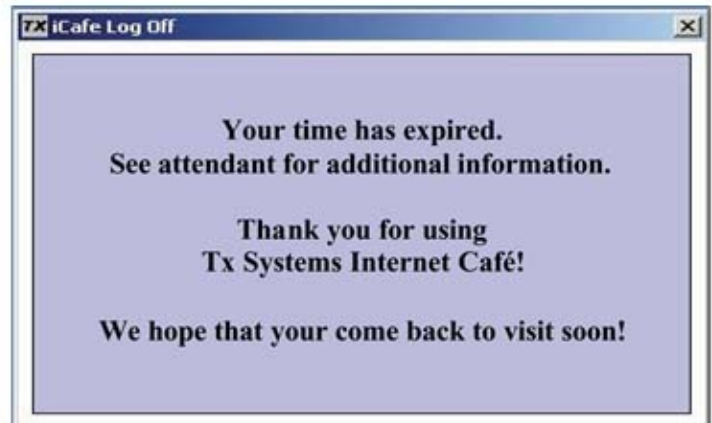 TX iCafe Log Off
Your time has expired.
See attendant for additional information.
Thank you for using
Tx Systems Internet Café!
We hope that your come back to visit soon!